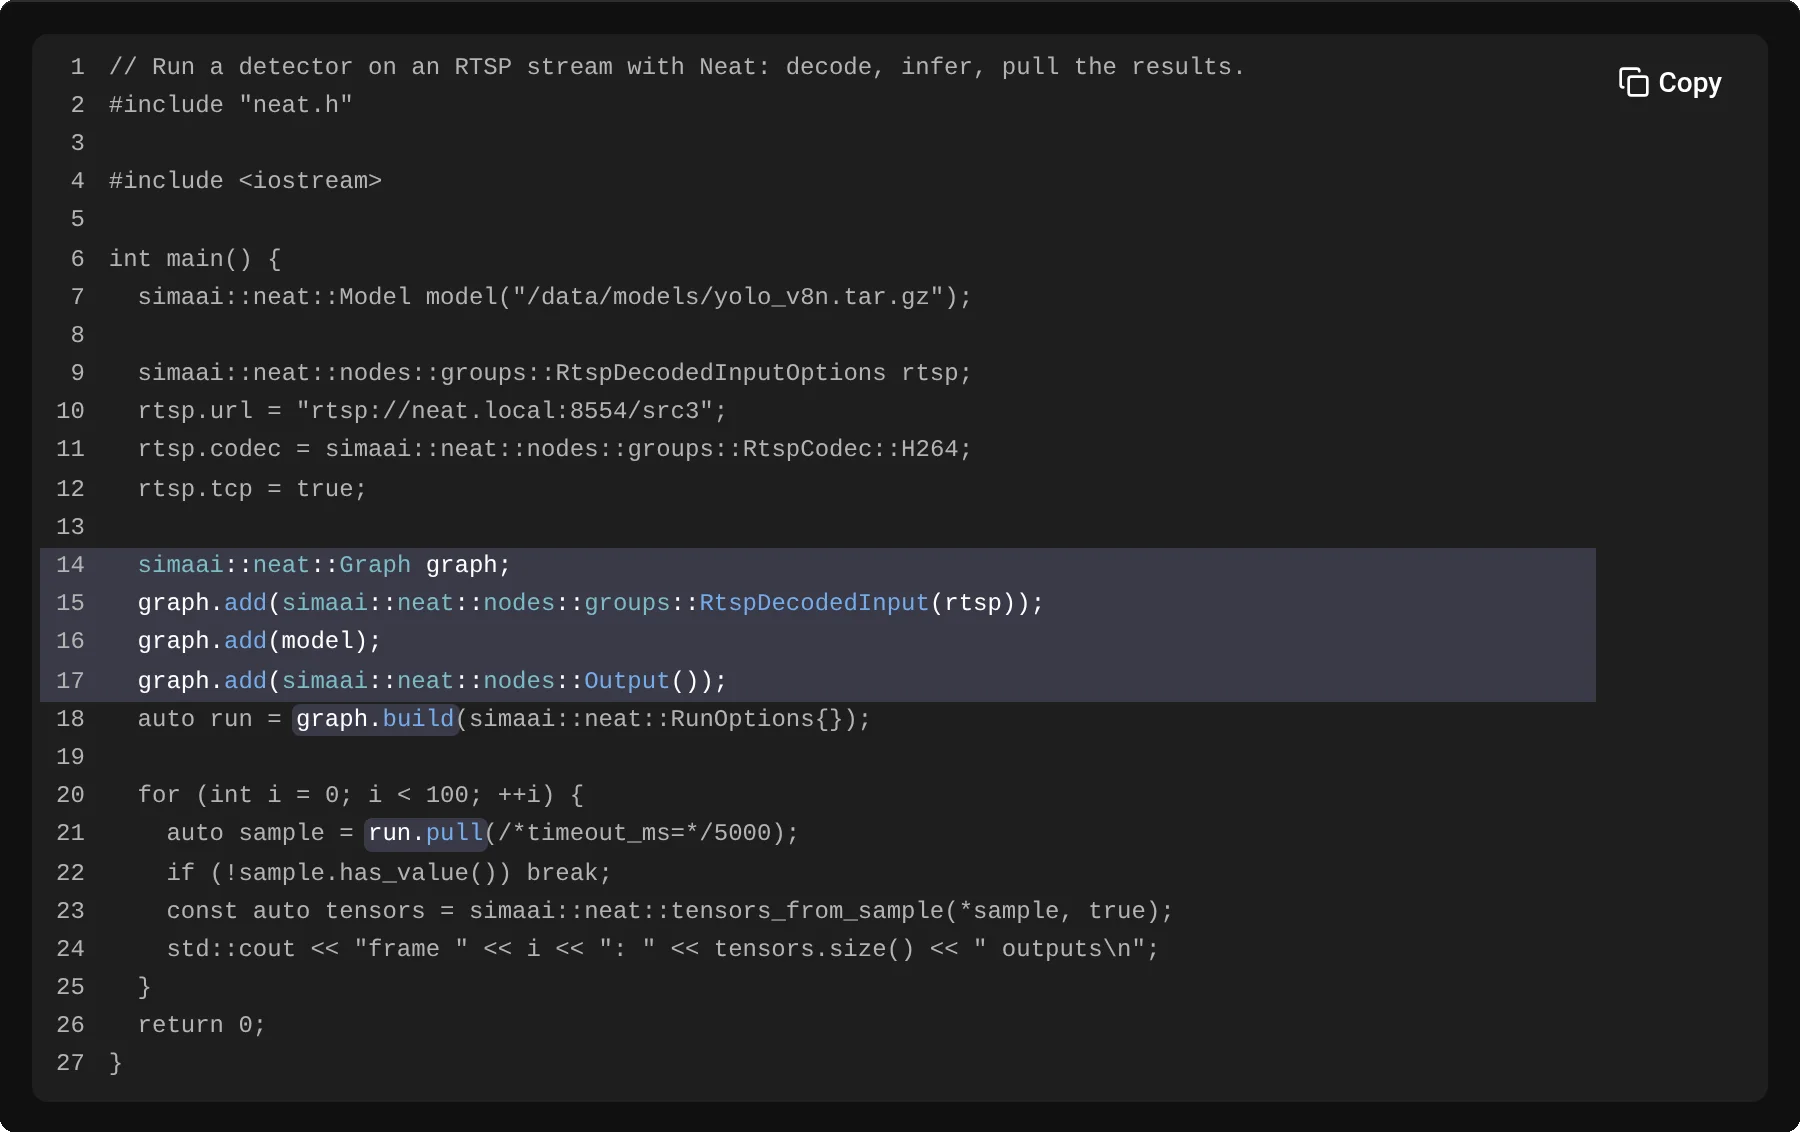 1 // Run a detector on an RTSP stream with Neat: decode, infer, pull the results.
Copy
2 #include "neat.h"
3
4 #include <iostream>
5
6 int main() {
7   simaai::neat::Model model("/data/models/yolo_v8n.tar.gz");
8
9   simaai::neat::nodes::groups::RtspDecodedInputOptions rtsp;
10   rtsp.url = "rtsp://neat.local:8554/src3";
11   rtsp.codec = simaai::neat::nodes::groups::RtspCodec::H264;
12   rtsp.tcp = true;
13
14   simaai::neat::Graph graph;
15   graph.add(simaai::neat::nodes::groups::RtspDecodedInput(rtsp));
16   graph.add(model);
17   graph.add(simaai::neat::nodes::Output());
18   auto run = graph.build(simaai::neat::RunOptions{});
19
20   for (int i = 0; i < 100; ++i) {
21     auto sample = run.pull(/*timeout_ms=*/5000);
22     if (!sample.has_value()) break;
23     const auto tensors = simaai::neat::tensors_from_sample(*sample, true);
24     std::cout << "frame " << i << ": " << tensors.size() << " outputs\n";
25   }
26   return 0;
27 }